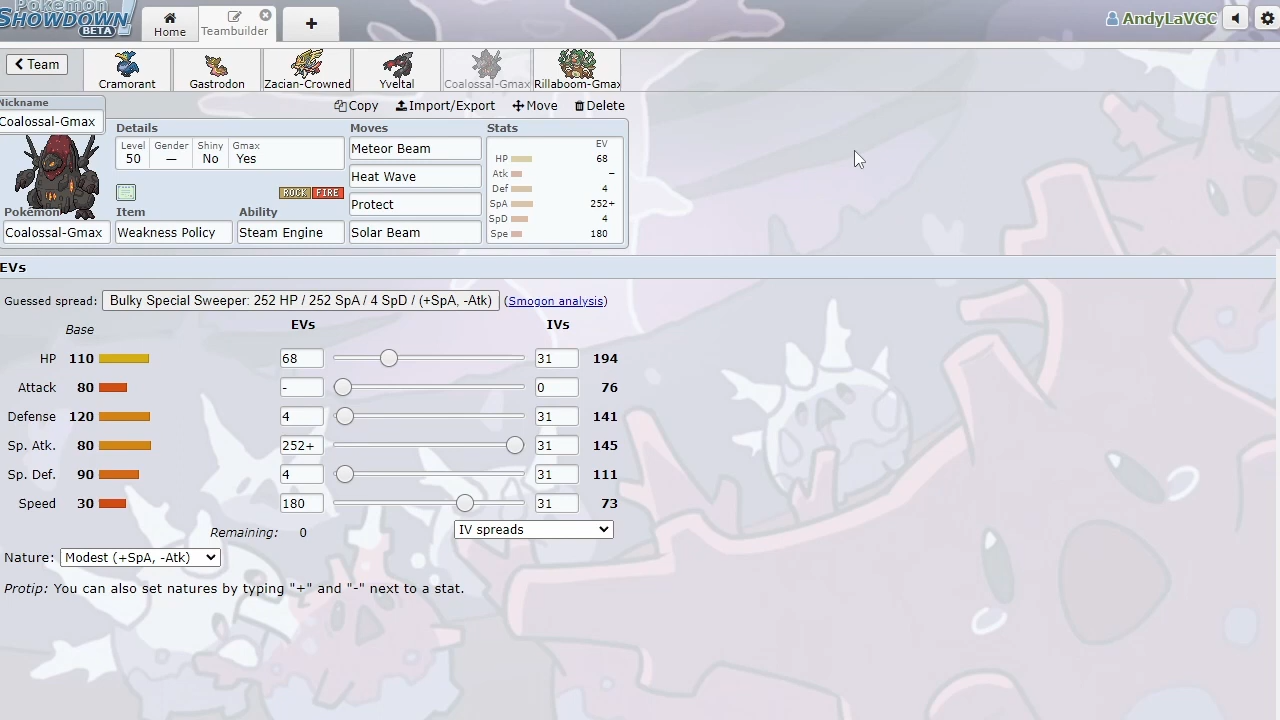 Pokémon
SHOWDOWN
BETA
Home
Teambuilder
+
AndyLaVGC
Team
Cramorant
Gastrodon
Zacian-Crowned
Yveltal
Coalossal-Gmax
Rillaboom-Gmax
Copy Import/Export Move Delete
Nickname
Coalossal-Gmax
Details
Level Gender Shiny Gmax
50 — No Yes
ROCK FIRE
Pokémon Item Ability
Coalossal-Gmax Weakness Policy Steam Engine
Moves
Meteor Beam
Heat Wave
Protect
Solar Beam
Stats
EV
HP 68
Atk –
Def 4
SpA 252+
SpD 4
Spe 180
EVs
Guessed spread: Bulky Special Sweeper: 252 HP / 252 SpA / 4 SpD / (+SpA, -Atk) (Smogon analysis)
Base EVs IVs
HP 110 68 31 194
Attack 80 - 0 76
Defense 120 4 31 141
Sp. Atk. 80 252+ 31 145
Sp. Def. 90 4 31 111
Speed 30 180 31 73
Remaining: 0 IV spreads
Nature: Modest (+SpA, -Atk)
Protip: You can also set natures by typing "+" and "-" next to a stat.